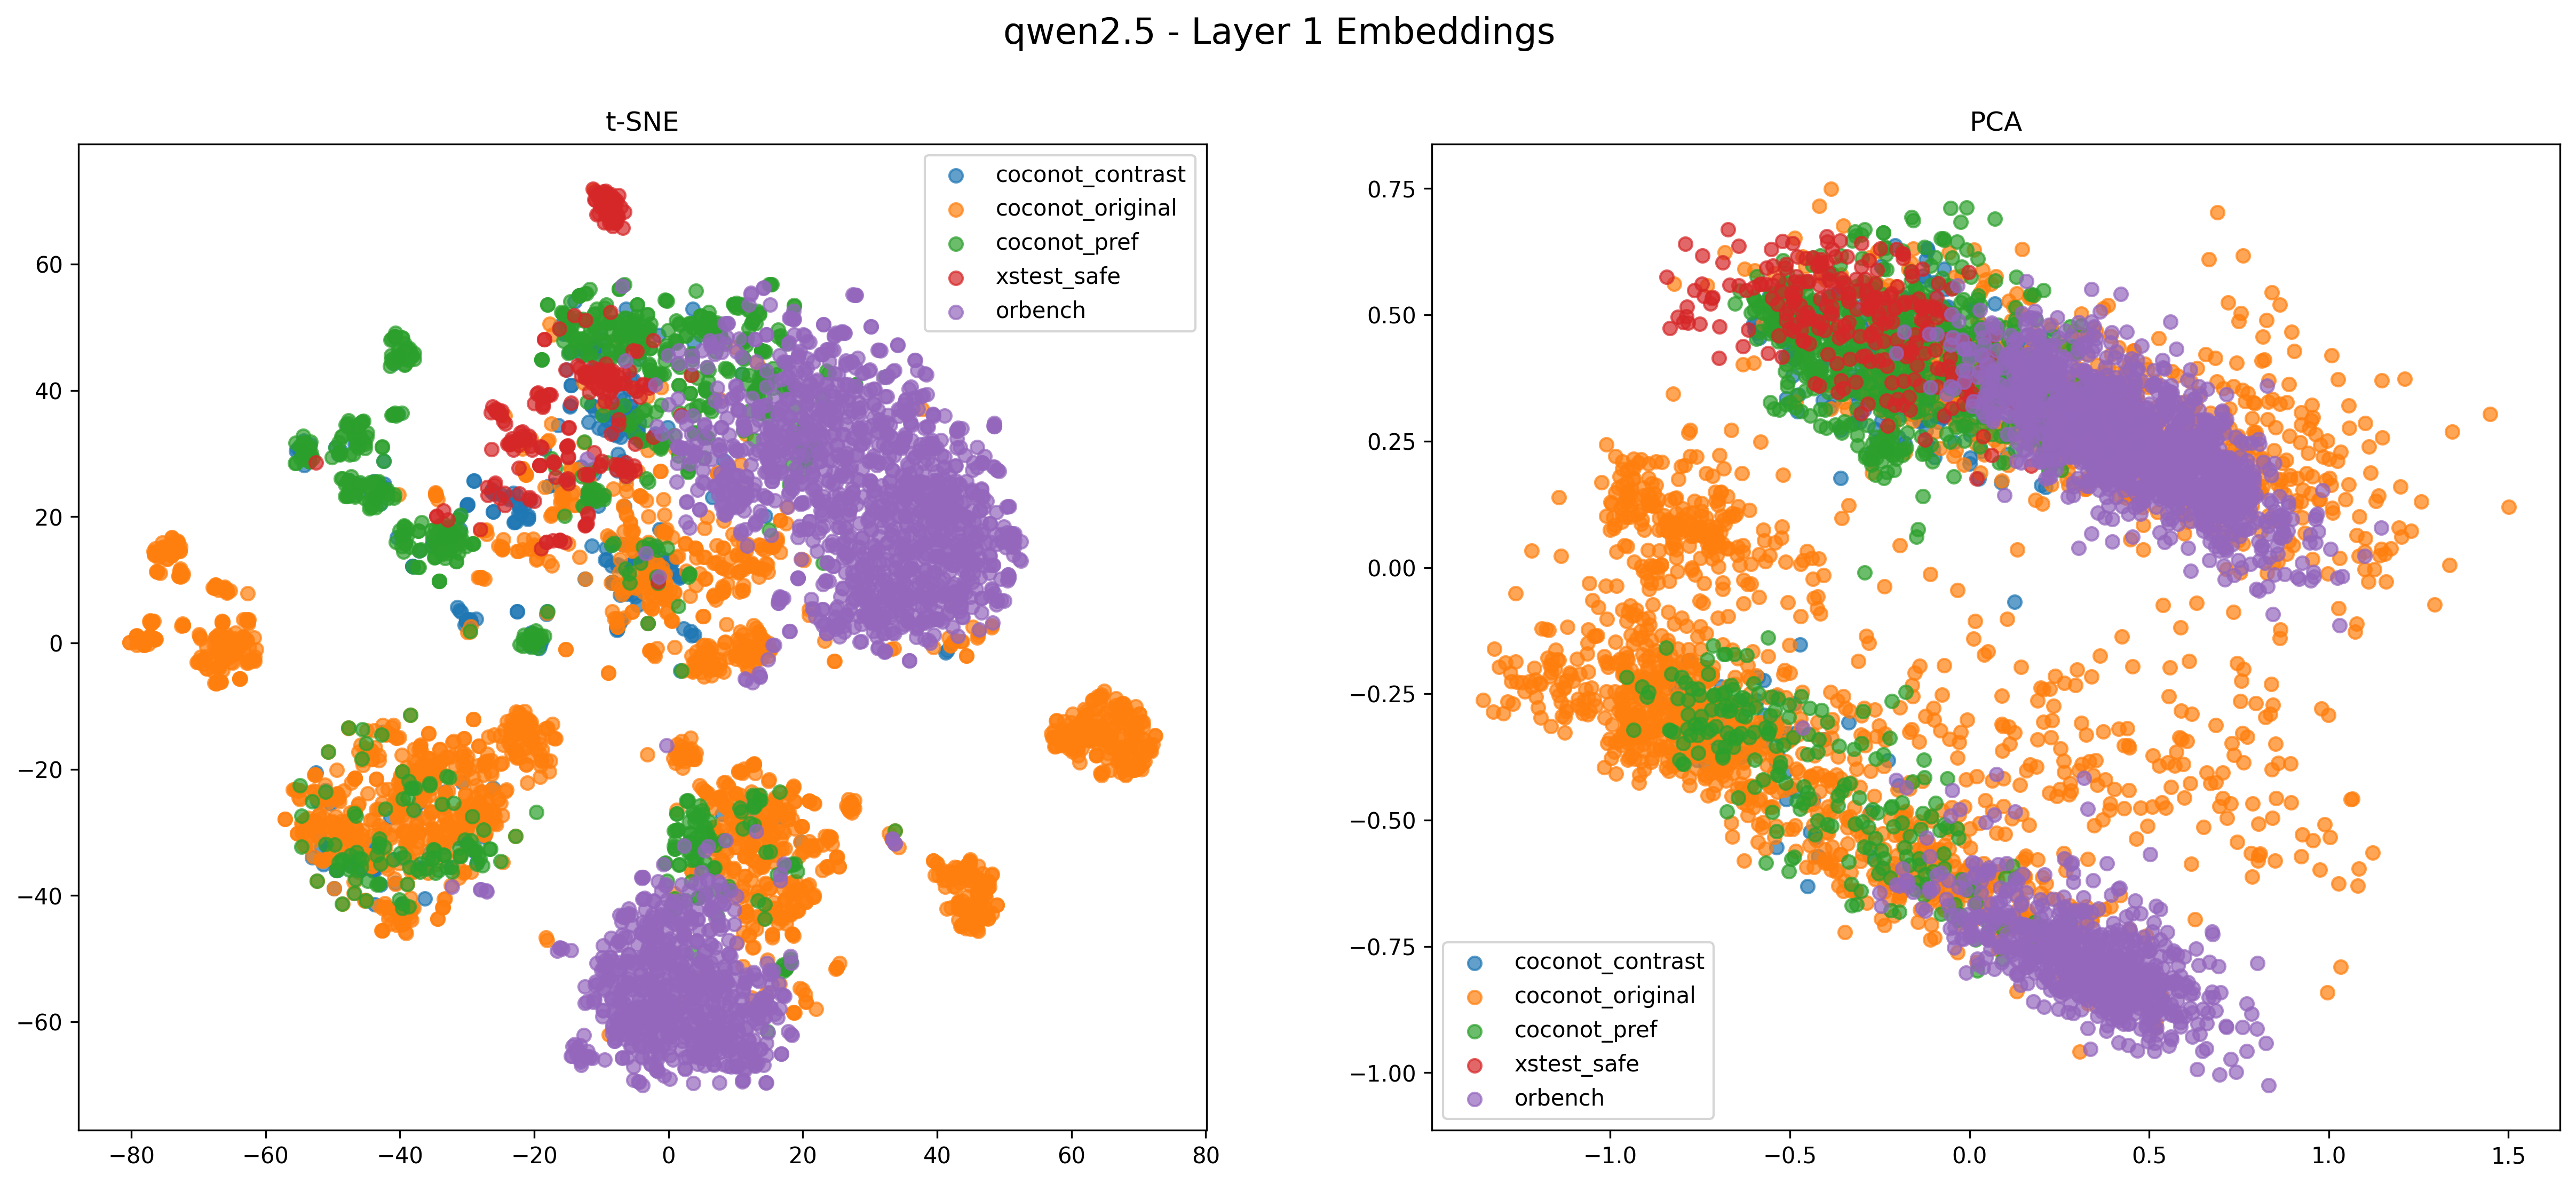 qwen2.5 - Layer 1 Embeddings
t-SNE
coconot_contrast
coconot_original
coconot_pref
xstest_safe
orbench
60
40
20
0
−20
−40
−60
−80
−60
−40
−20
0
20
40
60
80
PCA
0.75
0.50
0.25
0.00
−0.25
−0.50
−0.75
−1.00
coconot_contrast
coconot_original
coconot_pref
xstest_safe
orbench
−1.0
−0.5
0.0
0.5
1.0
1.5